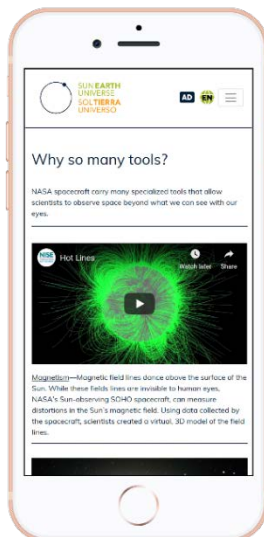 SUN EARTH
UNIVERSE
SOL TIERRA
UNIVERSO
AD
EN
Why so many tools?
NASA spacecraft carry many specialized tools that allow
scientists to observe space beyond what we can see with our
eyes.
NISE
Hot Lines
Watch later
Share
Magnetism—Magnetic field lines dance above the surface of the
Sun. While these fields lines are invisible to human eyes,
NASA's Sun-observing SOHO spacecraft, can measure
distortions in the Sun's magnetic field. Using data collected by
the spacecraft, scientists created a virtual, 3D model of the field
lines.